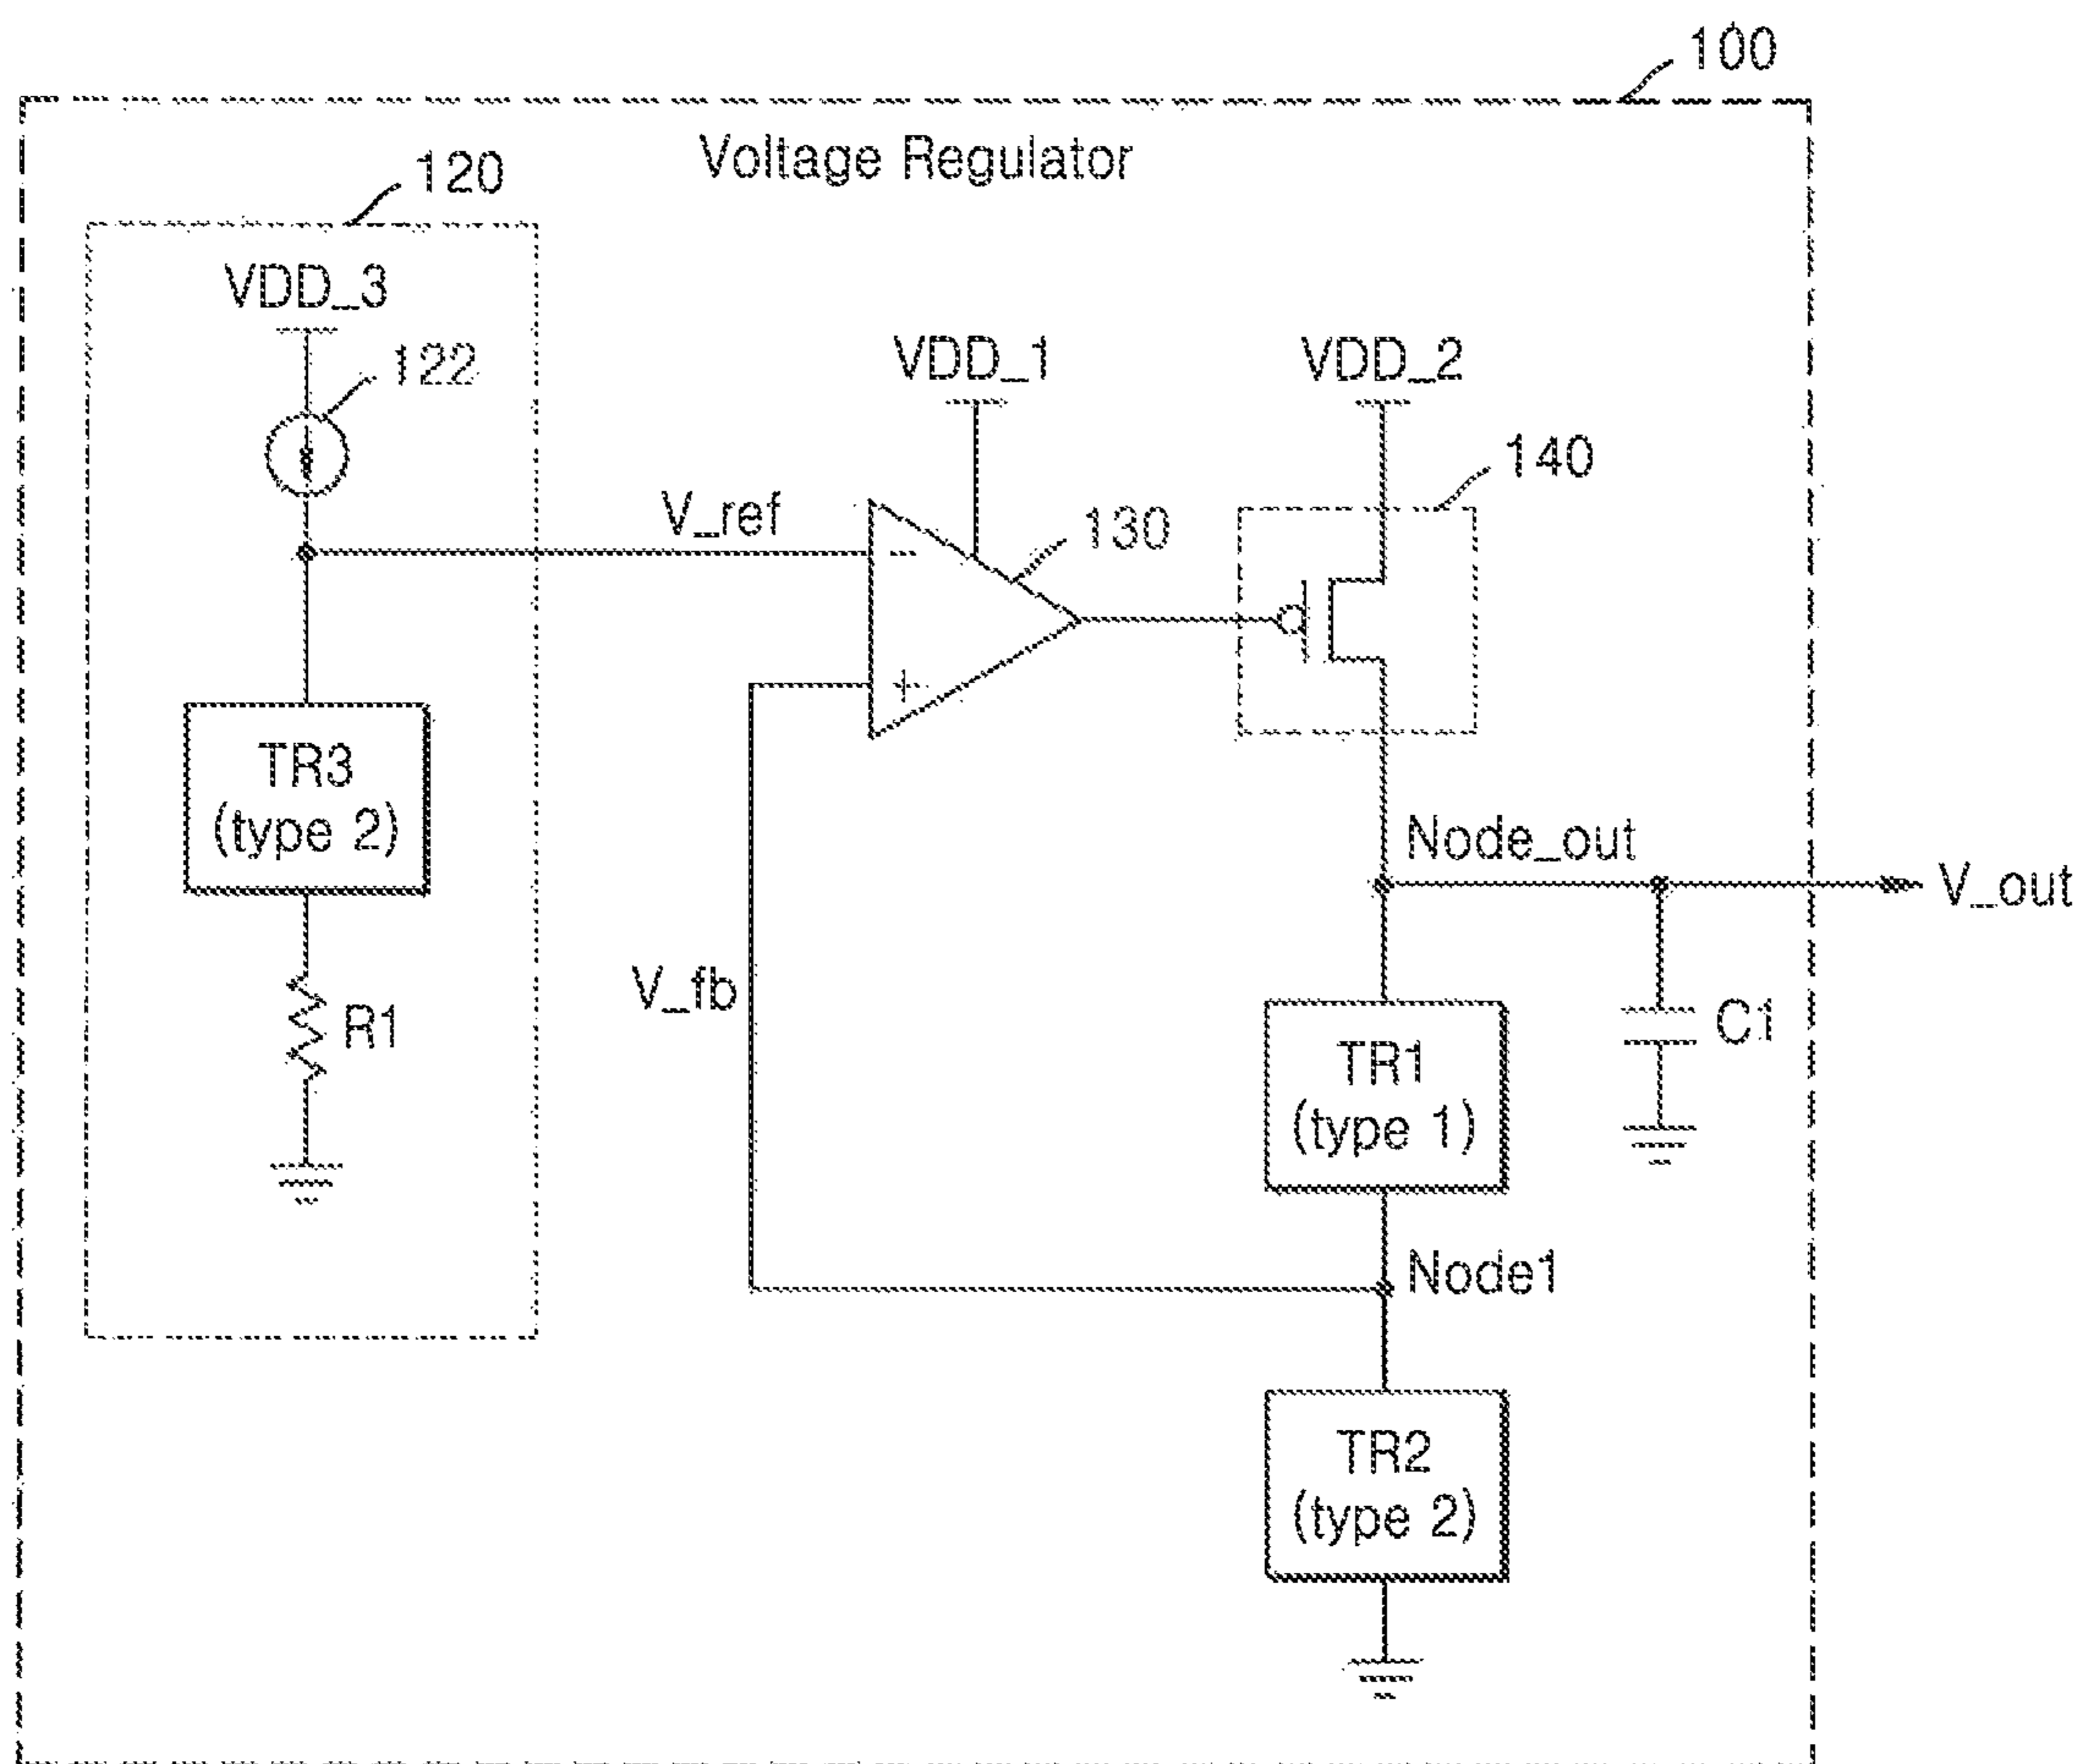 100
Voltage Regulator
120
VDD_3
122
VDD_1
VDD_2
140
V_ref
130
-
+
TR3
(type 2)
Node_out
V_out
V_fb
R1
C1
TR1
(type 1)
Node1
TR2
(type 2)